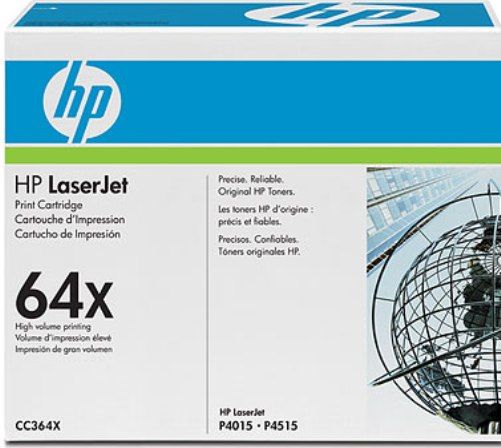 hp
HP LaserJet
Print Cartridge
Cartouche d'Impression
Cartucho de Impresión
64x
High volume printing
Volume d'impression élevé
Impresión de gran volumen
CC364X
Precise. Reliable.
Original HP Toners.
Les toners HP d'origine :
précis et fiables.
Precisos. Confiables.
Tóners originales HP.
HP LaserJet
P4015 • P4515